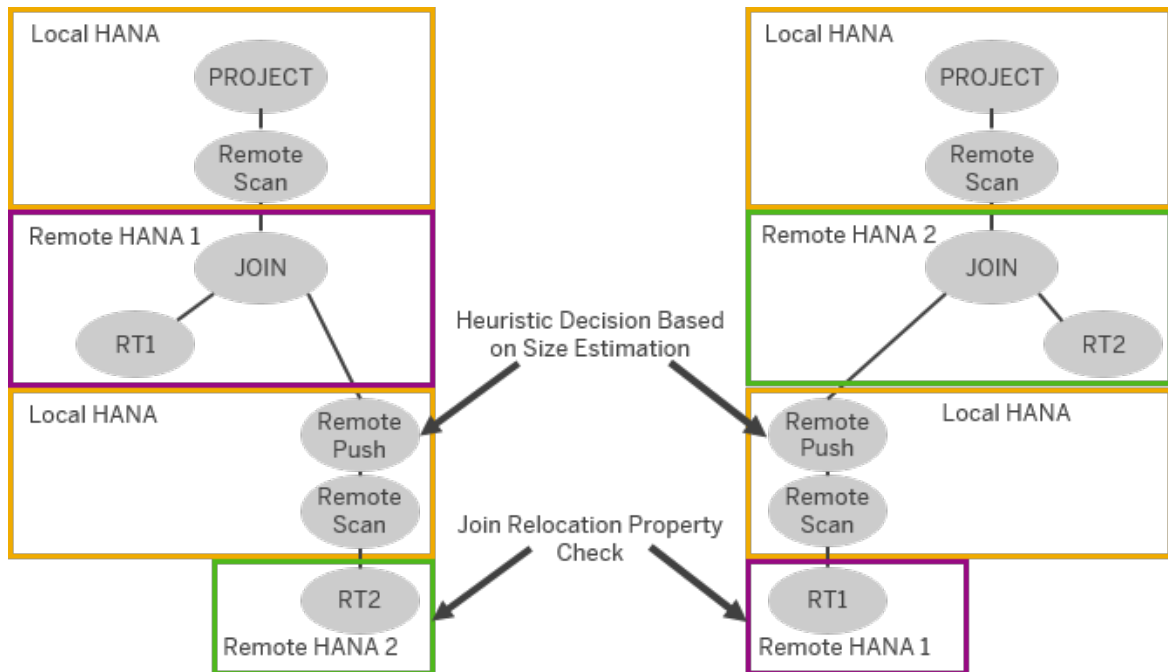 Local HANA
PROJECT
Remote
Scan
Remote HANA 1
JOIN
RT1
Local HANA
Remote
Push
Remote
Scan
RT2
Remote HANA 2
Heuristic Decision Based
on Size Estimation
Join Relocation Property
Check
Local HANA
PROJECT
Remote
Scan
Remote HANA 2
JOIN
RT2
Local HANA
Remote
Push
Remote
Scan
RT1
Remote HANA 1